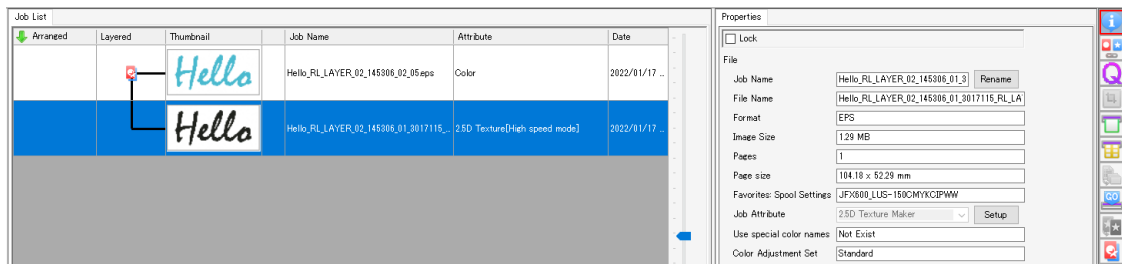 Job List
Arranged Layered Thumbnail Job Name Attribute Date
Hello Hello_RL_LAYER_02_145306_02_05.eps Color 2022/01/17 ...
Hello Hello_RL_LAYER_02_145306_01_3017115_... 2.5D Texture[High speed mode] 2022/01/17 ...
Properties
Lock
File
Job Name Hello_RL_LAYER_02_145306_01_3 Rename
File Name Hello_RL_LAYER_02_145306_01_3017115_RL_LA
Format EPS
Image Size 1.29 MB
Pages 1
Page size 104.18 x 52.29 mm
Favorites: Spool Settings JFX600_LUS-150CMYKCIPWW
Job Attribute 2.5D Texture Maker Setup
Use special color names Not Exist
Color Adjustment Set Standard
GO